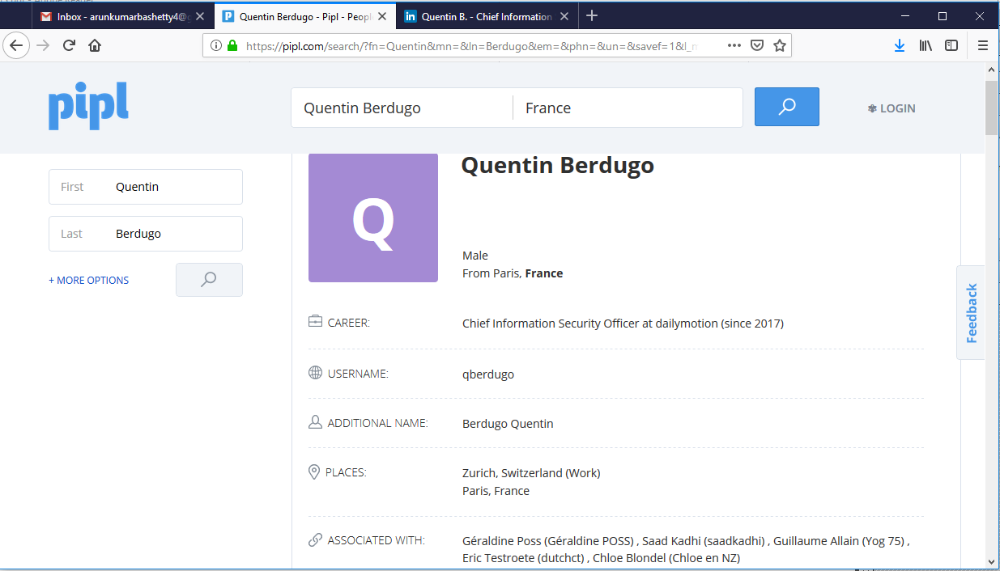 Inbox - arunkumarbashetty4@
Quentin Berdugo - Pipl - Peopl
Quentin B. - Chief Information
https://pipl.com/search/?fn=Quentin&mn=&ln=Berdugo&em=&phn=&un=&savef=1&l_m
pipl
Quentin Berdugo
France
LOGIN
First Quentin
Last Berdugo
+ MORE OPTIONS
Q
Quentin Berdugo
Male
From Paris, France
CAREER: Chief Information Security Officer at dailymotion (since 2017)
USERNAME: qberdugo
ADDITIONAL NAME: Berdugo Quentin
PLACES: Zurich, Switzerland (Work)
Paris, France
ASSOCIATED WITH: Géraldine Poss (Géraldine POSS) , Saad Kadhi (saadkadhi) , Guillaume Allain (Yog 75) ,
Eric Testroete (dutchct) , Chloe Blondel (Chloe en NZ)
Feedback